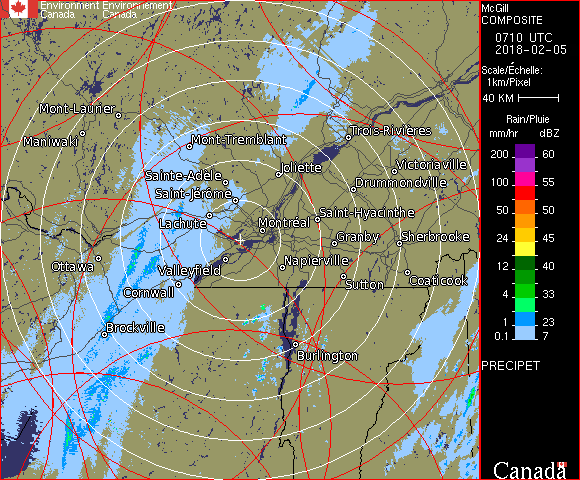 Environment Environnement
Canada Canada
Mont-Laurier
Maniwaki
Mont-Tremblant
Trois-Rivières
Joliette
Victoriaville
Sainte-Adèle
Drummondville
Saint-Jérôme
Saint-Hyacinthe
Lachute
Montréal
Granby
Sherbrooke
Ottawa
Valleyfield
Napierville
Cornwall
Sutton
Coaticook
Brockville
Burlington
McGill
COMPOSITE
0710 UTC
2018-02-05
Scale/Échelle:
1km/Pixel
40 KM
Rain/Pluie
mm/hr dBZ
200 60
100 55
50 50
24 45
12 40
4 33
1 23
0.1 7
PRECIPET
Canada